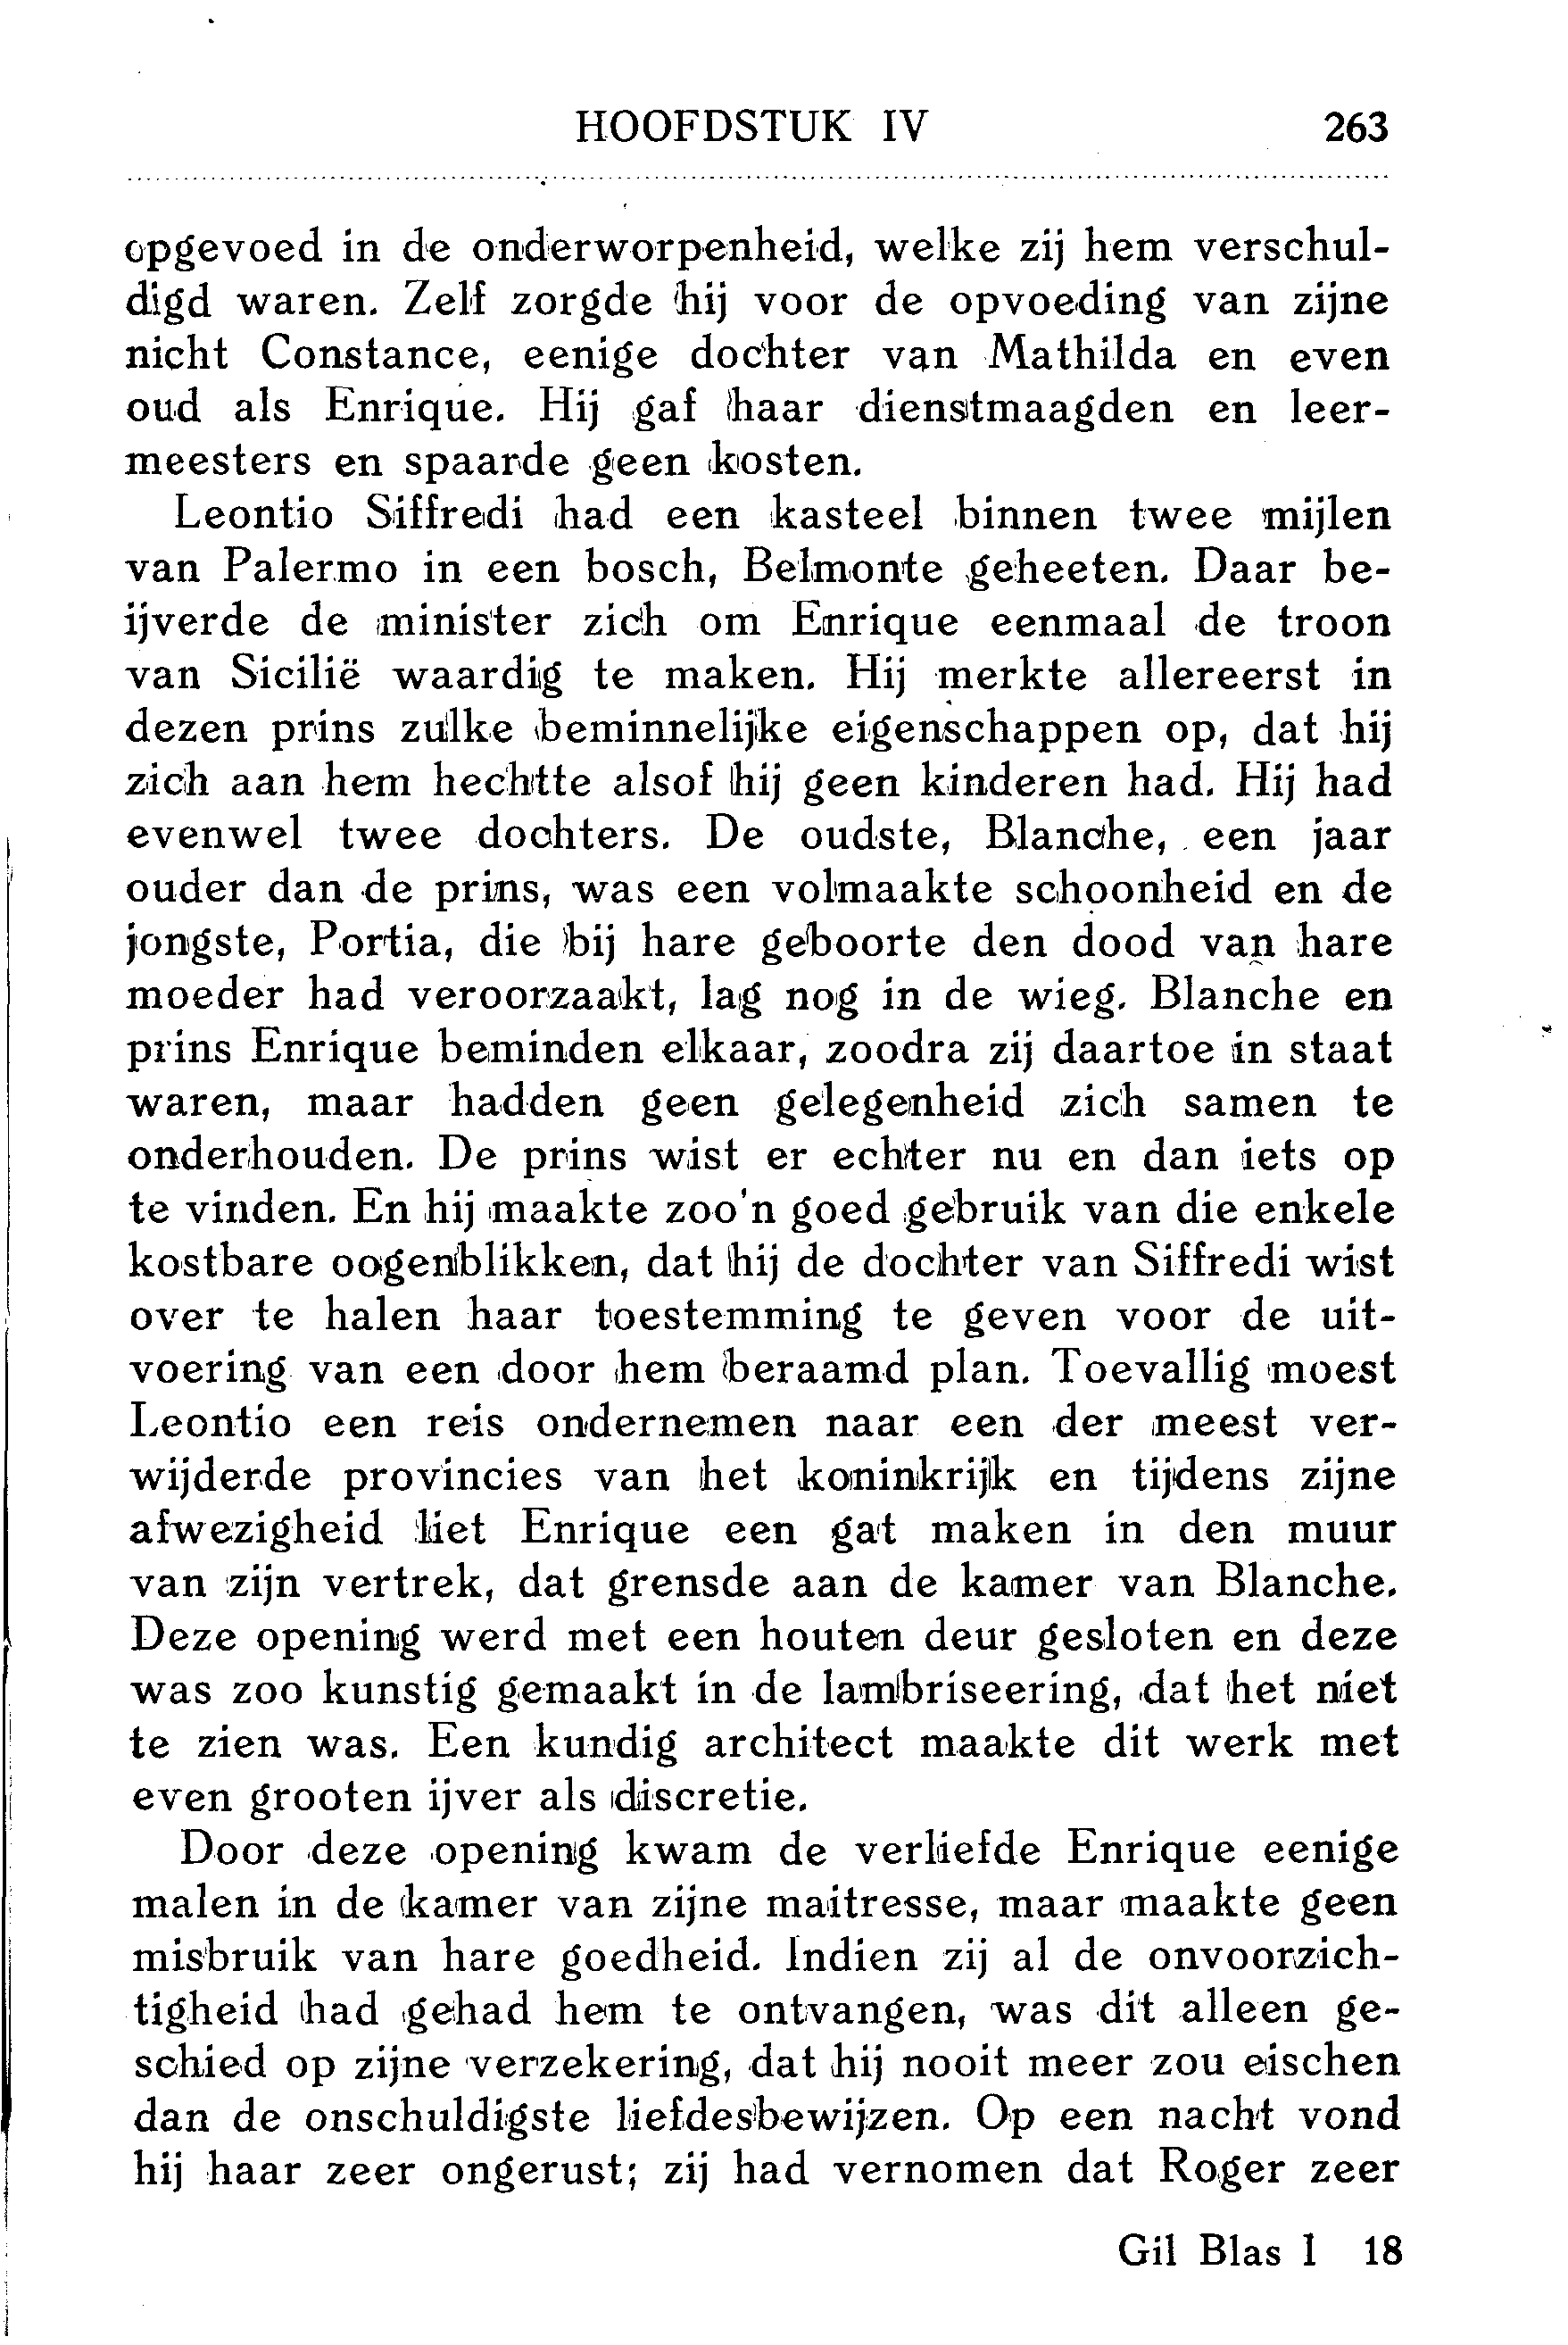 HOOFDSTUK IV 263
opgevoed in de onderworpenheid, welke zij hem verschul-
digd waren. Zelf zorgde hij voor de opvoeding van zijne
nicht Constance, eenige dochter van Mathilda en even
oud als Enrique. Hij gaf haar dienstmaagden en leer-
meesters en spaarde geen kosten.
Leontio Siffredi had een kasteel binnen twee mijlen
van Palermo in een bosch, Belmonte geheeten. Daar be-
ijverde de minister zich om Enrique eenmaal de troon
van Sicilië waardig te maken. Hij merkte allereerst in
dezen prins zulke beminnelijke eigenschappen op, dat hij
zich aan hem hechtte alsof hij geen kinderen had. Hij had
evenwel twee dochters. De oudste, Blanche, een jaar
ouder dan de prins, was een volmaakte schoonheid en de
jongste, Portia, die bij hare geboorte den dood van hare
moeder had veroorzaakt, lag nog in de wieg. Blanche en
prins Enrique beminden elkaar, zoodra zij daartoe in staat
waren, maar hadden geen gelegenheid zich samen te
onderhouden. De prins wist er echter nu en dan iets op
te vinden. En hij maakte zoo'n goed gebruik van die enkele
kostbare oogenblikken, dat hij de dochter van Siffredi wist
over te halen haar toestemming te geven voor de uit-
voering van een door hem beraamd plan. Toevallig moest
Leontio een reis ondernemen naar een der meest ver-
wijderde provincies van het koninkrijk en tijdens zijne
afwezigheid liet Enrique een gat maken in den muur
van zijn vertrek, dat grensde aan de kamer van Blanche.
Deze opening werd met een houten deur gesloten en deze
was zoo kunstig gemaakt in de lambriseering, dat het niet
te zien was. Een kundig architect maakte dit werk met
even grooten ijver als discretie.
Door deze opening kwam de verliefde Enrique eenige
malen in de kamer van zijne maitresse, maar maakte geen
misbruik van hare goedheid. Indien zij al de onvoorzich-
tigheid had gehad hem te ontvangen, was dit alleen ge-
schied op zijne verzekering, dat hij nooit meer zou eischen
dan de onschuldigste liefdesbewijzen. Op een nacht vond
hij haar zeer ongerust; zij had vernomen dat Roger zeer
Gil Blas I 18